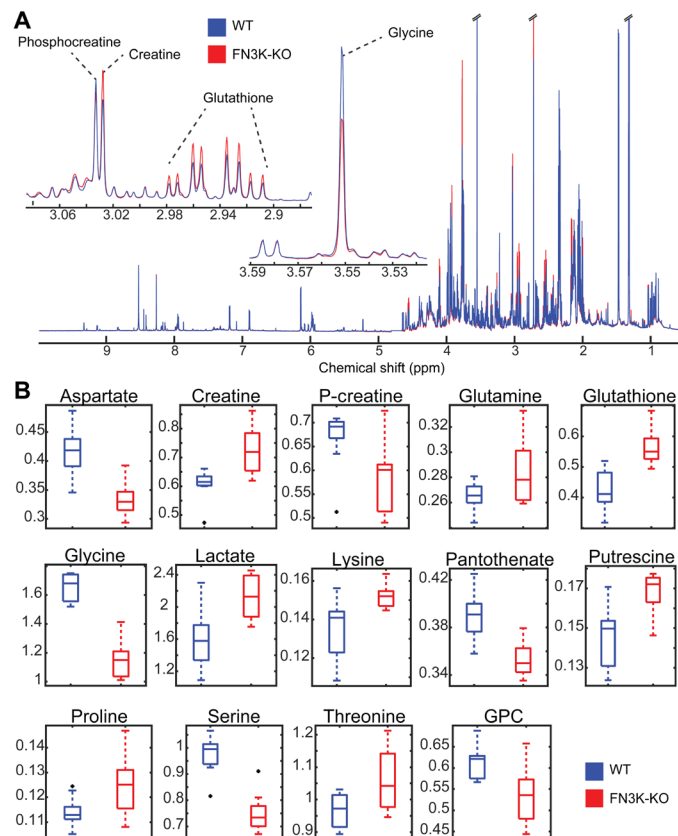 A
WT
FN3K-KO
Phosphocreatine
Creatine
Glutathione
Glycine
3.06 3.02 2.98 2.94 2.9
3.59 3.57 3.55 3.53
9 8 7 6 5 4 3 2 1
Chemical shift (ppm)
B
Aspartate Creatine P-creatine Glutamine Glutathione
0.45 0.8 0.7 0.32 0.6
0.4 0.7 0.6 0.3 0.4
0.35 0.6 0.55 0.28
0.3 0.5 0.5 0.26
Glycine Lactate Lysine Pantothenate Putrescine
1.6 2.4 0.16 0.42 0.17
1.4 2 0.14 0.38 0.15
1.2 1.6 0.12 0.34 0.13
1 1.2
Proline Serine Threonine GPC
0.14 1 1.2 0.65
0.13 0.9 1.1 0.6
0.12 0.8 1 0.55
0.11 0.7 0.9 0.5
0.45
WT
FN3K-KO